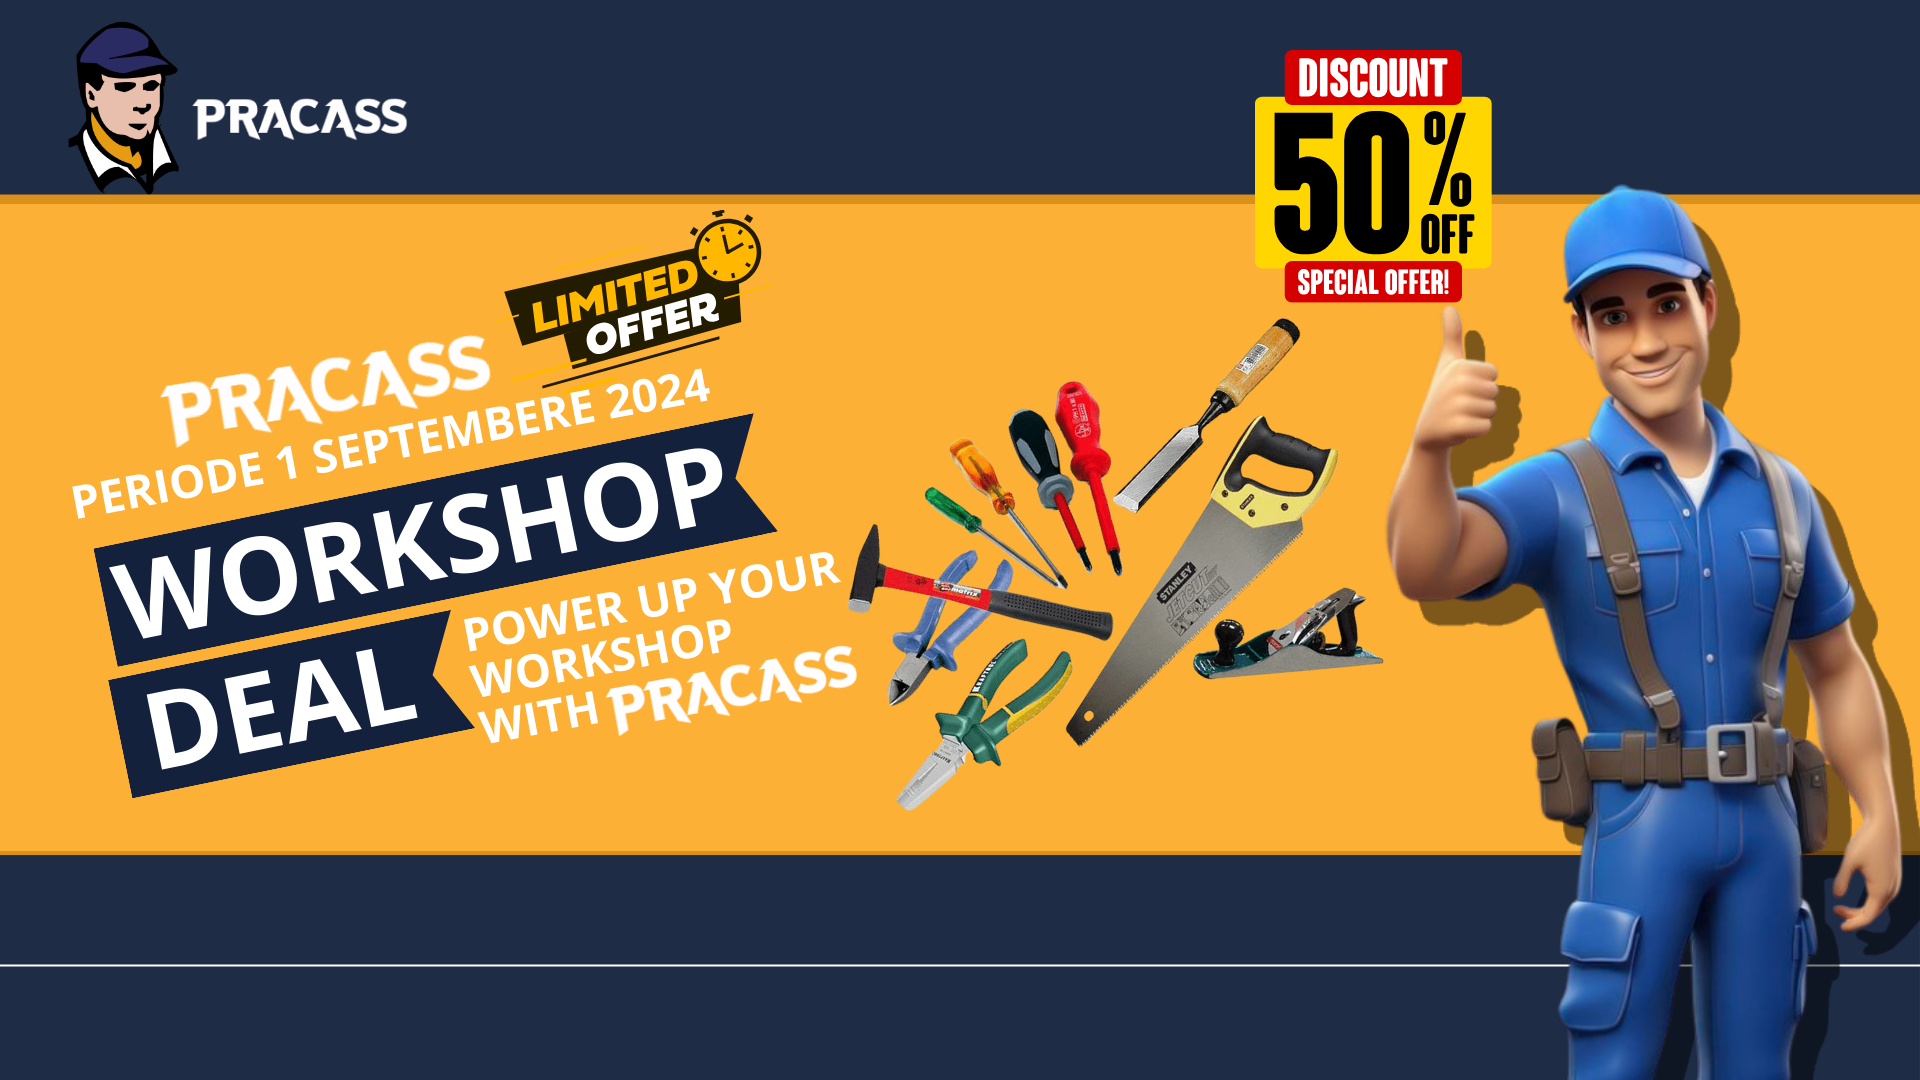 PRACASS
DISCOUNT
50%
OFF
SPECIAL OFFER!
LIMITED
OFFER
PRACASS
PERIODE 1 SEPTEMBERE 2024
WORKSHOP
DEAL
POWER UP YOUR
WORKSHOP
WITH PRACASS
STANLEY
JETCUT
matrix